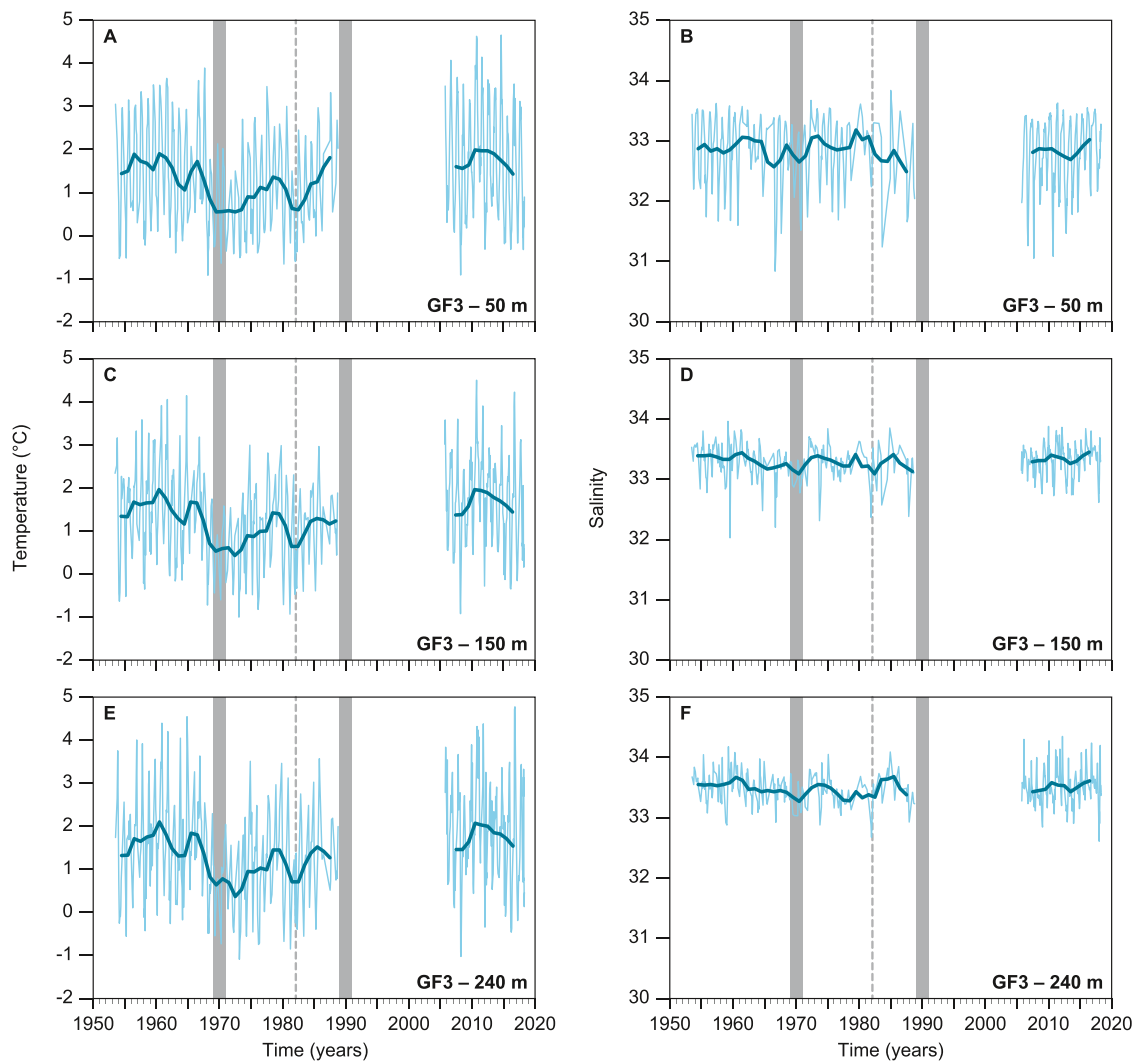 A
5
4
3
2
1
0
-1
-2
GF3 – 50 m
B
35
34
33
32
31
30
GF3 – 50 m
C
5
4
3
2
1
0
-1
-2
GF3 – 150 m
Temperature (°C)
D
35
34
33
32
31
30
GF3 – 150 m
Salinity
E
5
4
3
2
1
0
-1
-2
GF3 – 240 m
1950 1960 1970 1980 1990 2000 2010 2020
Time (years)
F
35
34
33
32
31
30
GF3 – 240 m
1950 1960 1970 1980 1990 2000 2010 2020
Time (years)